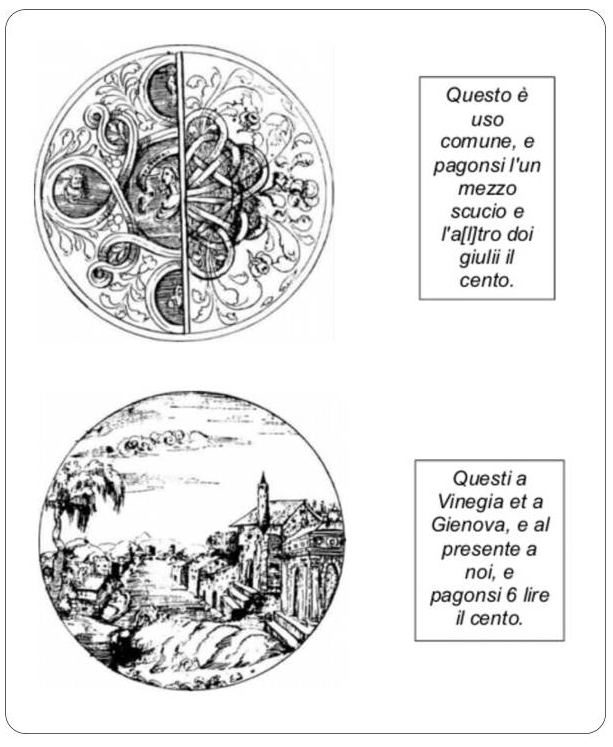 Questo è
uso
comune, e
pagonsi l'un
mezzo
scucio e
l'a[l]tro doi
giulii il
cento.
Questi a
Vinegia et a
Gienova, e al
presente a
noi, e
pagonsi 6 lire
il cento.